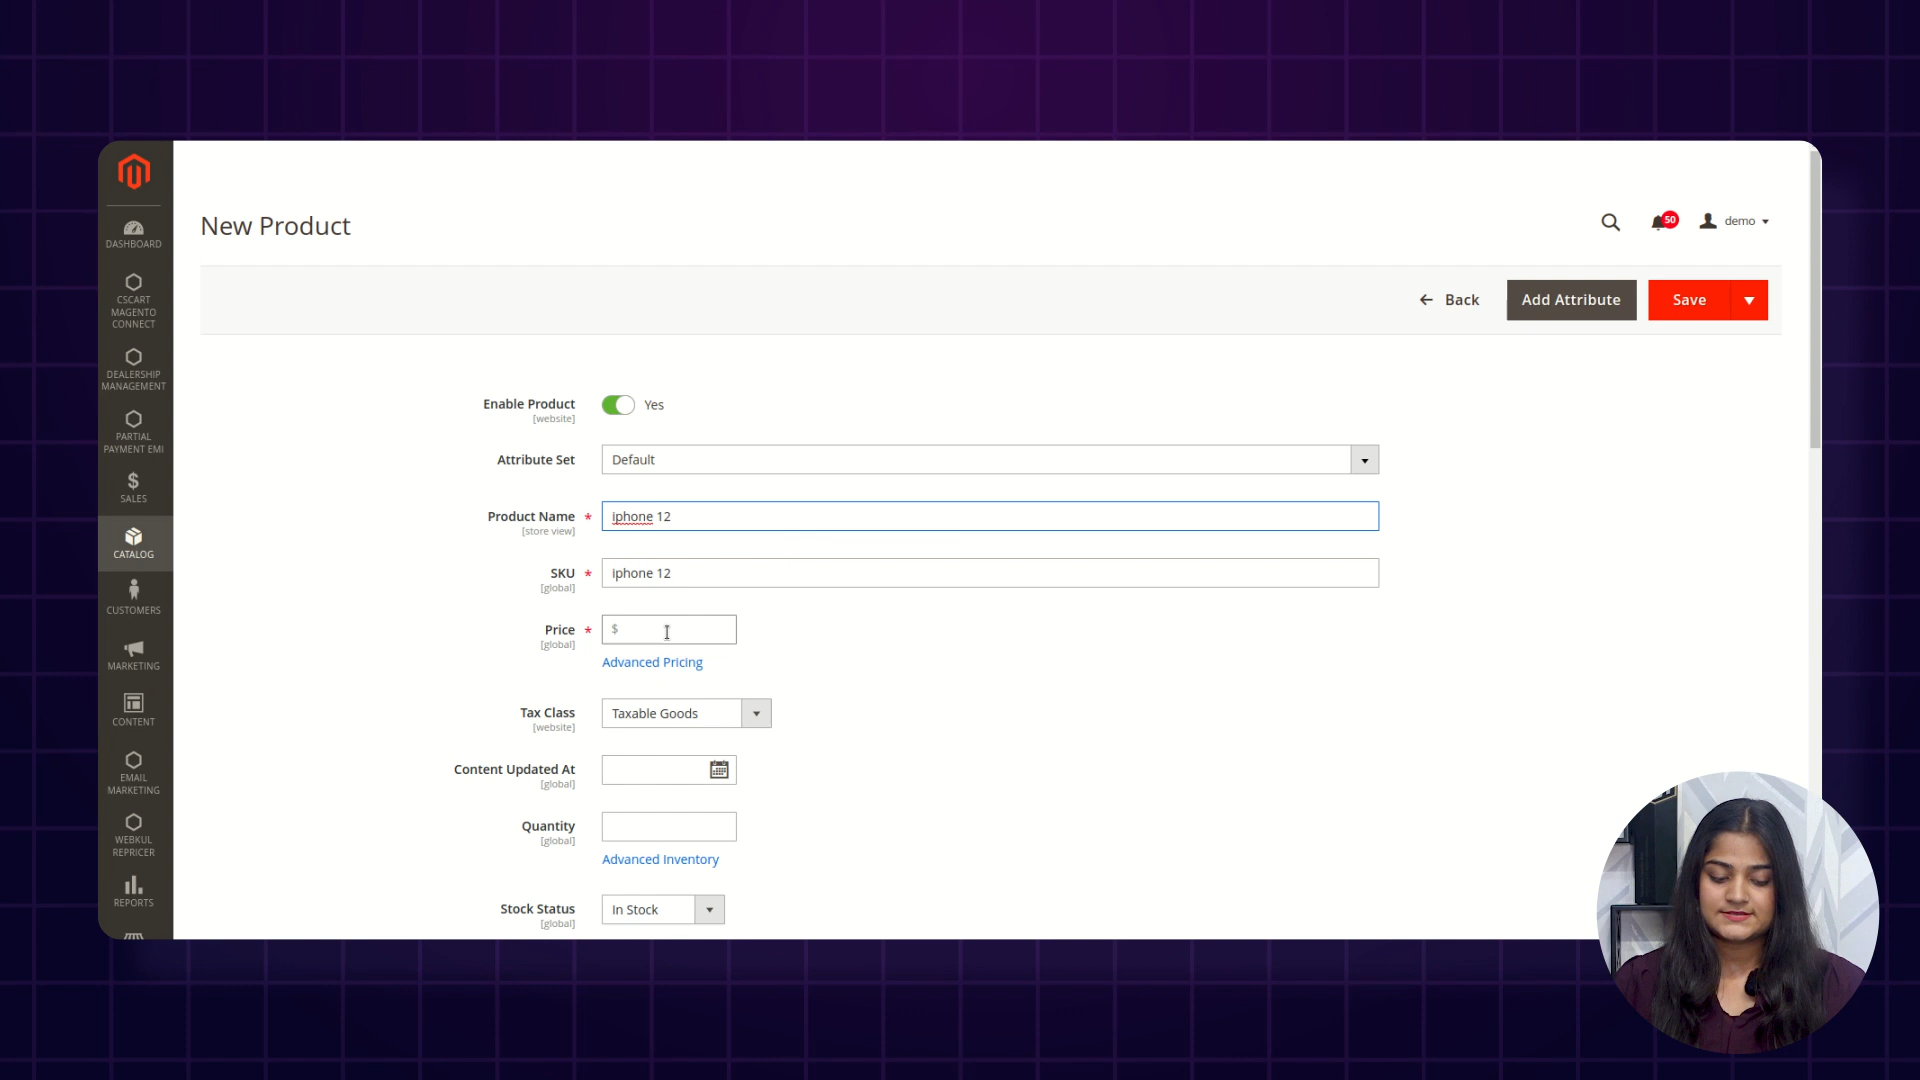 New Product
50
demo
Back
Add Attribute
Save
DASHBOARD
CSCART
MAGENTO
CONNECT
DEALERSHIP
MANAGEMENT
PARTIAL
PAYMENT EMI
$
SALES
CATALOG
CUSTOMERS
MARKETING
CONTENT
EMAIL
MARKETING
WEBKUL
REPRICER
REPORTS
Enable Product
[website]
Yes
Attribute Set
Default
Product Name *
[store view]
iphone 12
SKU *
[global]
iphone 12
Price *
[global]
$
Advanced Pricing
Tax Class
[website]
Taxable Goods
Content Updated At
[global]
Quantity
[global]
Advanced Inventory
Stock Status
[global]
In Stock